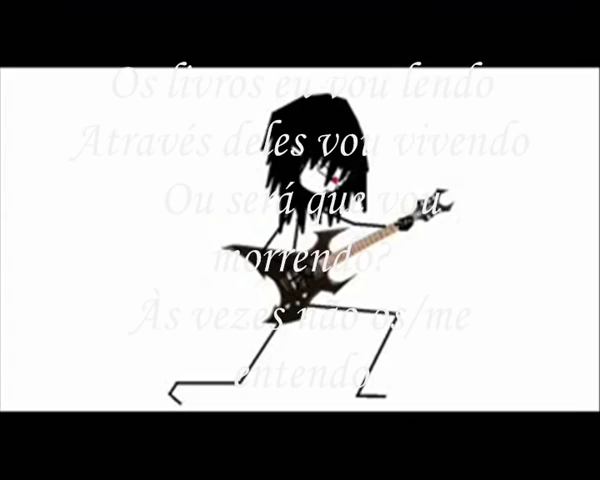 Os livros eu vou lendo
Através deles vou vivendo
Ou será que vou
morrendo?
Às vezes não os/me
entendo